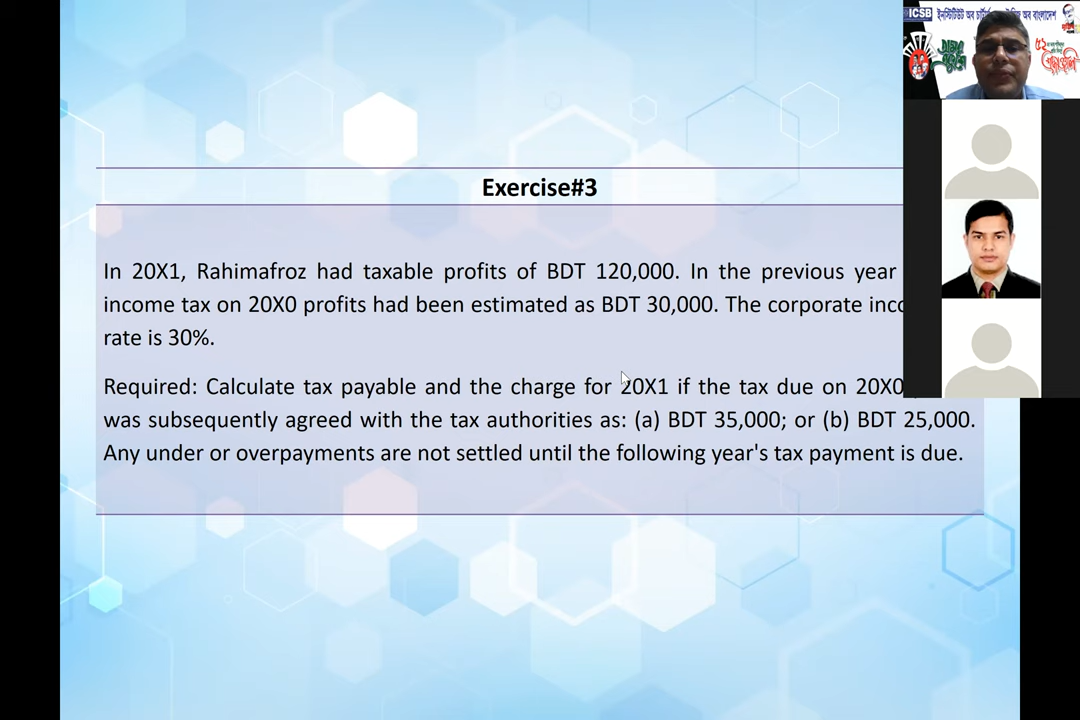 ICSB ইনস্টিটিউট অব চার্টার্ড অব বাংলাদেশ
Exercise#3
In 20X1, Rahimafroz had taxable profits of BDT 120,000. In the previous year
income tax on 20X0 profits had been estimated as BDT 30,000. The corporate
rate is 30%.
Required: Calculate tax payable and the charge for 20X1 if the tax due on 20X0
was subsequently agreed with the tax authorities as: (a) BDT 35,000; or (b) BDT 25,000.
Any under or overpayments are not settled until the following year's tax payment is due.